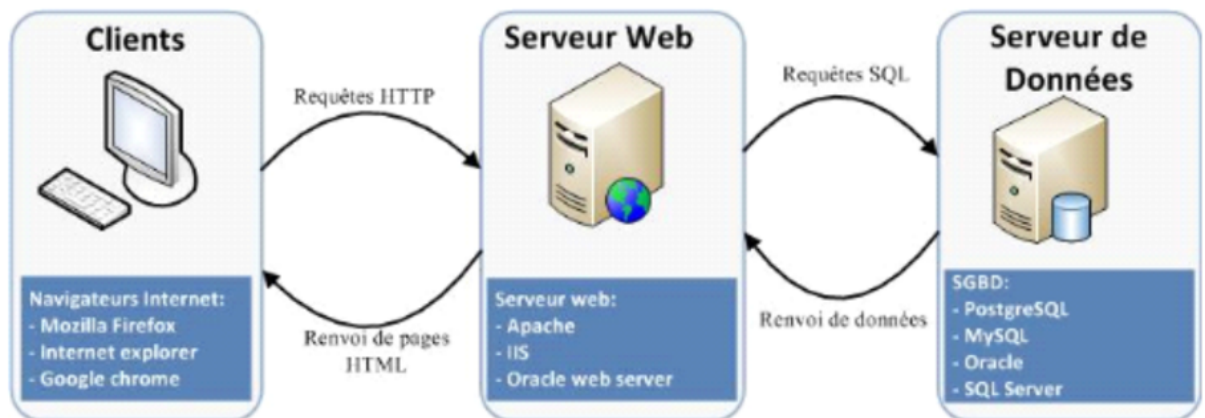 Clients
Requêtes HTTP
Renvoi de pages
HTML
Navigateurs Internet:
- Mozilla Firefox
- Internet explorer
- Google chrome
Serveur Web
Requêtes SQL
Renvoi de données
Serveur web:
- Apache
- IIS
- Oracle web server
Serveur de
Données
SGBD:
- PostgreSQL
- MySQL
- Oracle
- SQL Server